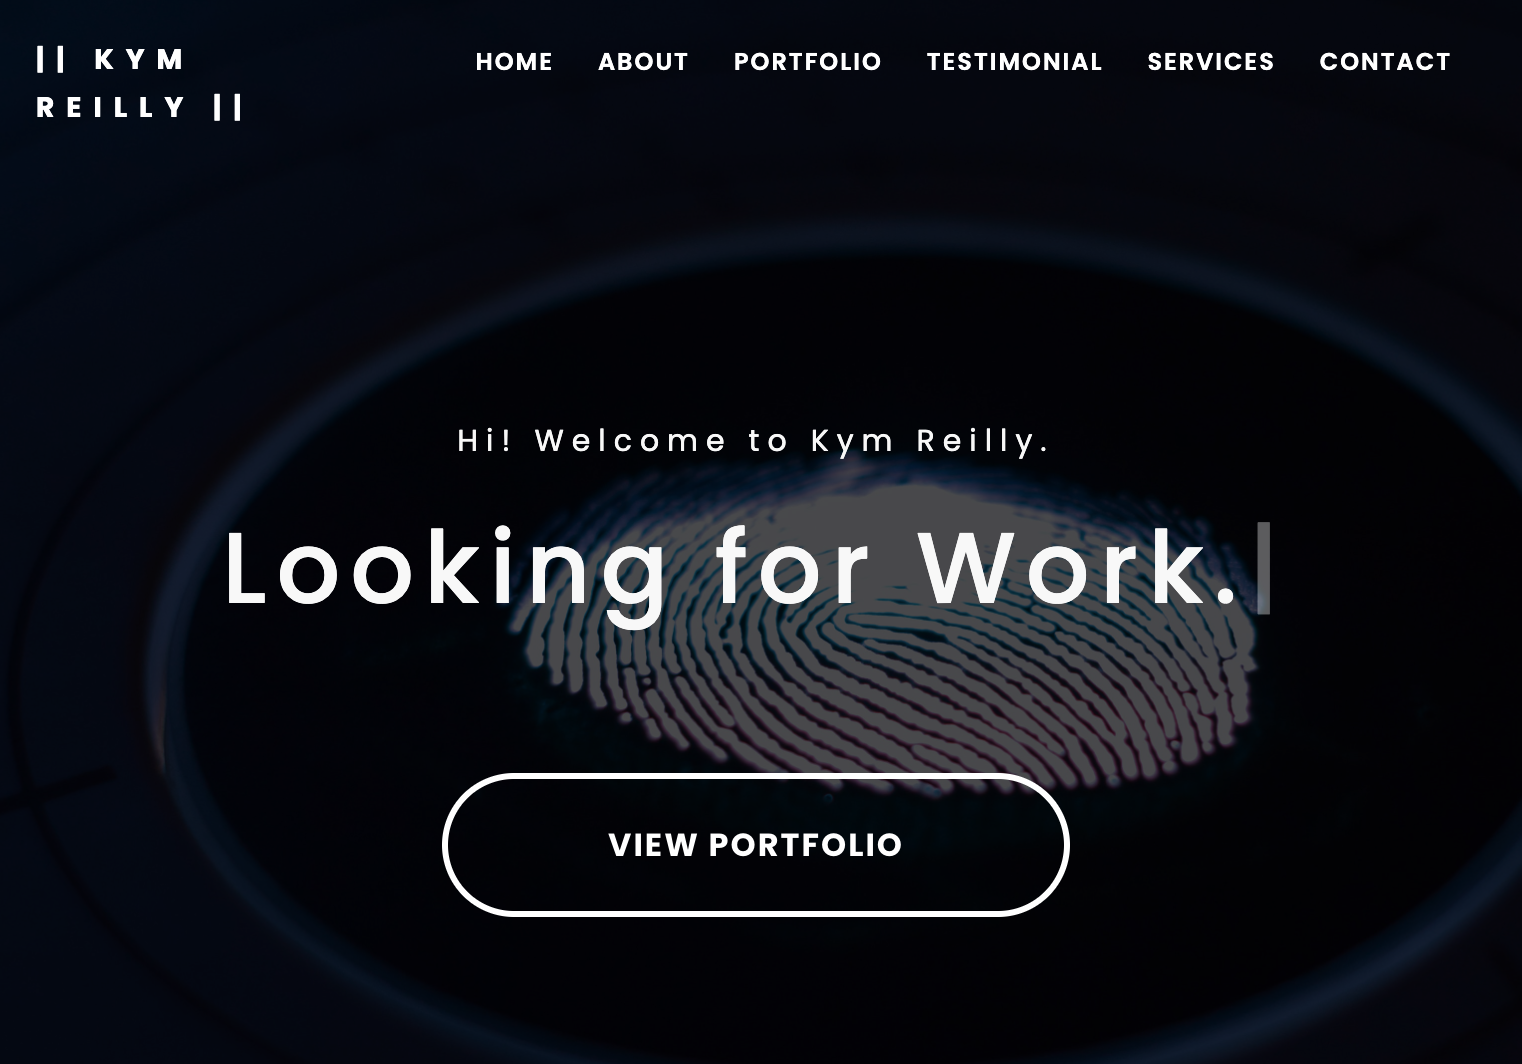 || KYM
REILLY ||
HOME ABOUT PORTFOLIO TESTIMONIAL SERVICES CONTACT
Hi! Welcome to Kym Reilly.
Looking for Work.|
VIEW PORTFOLIO